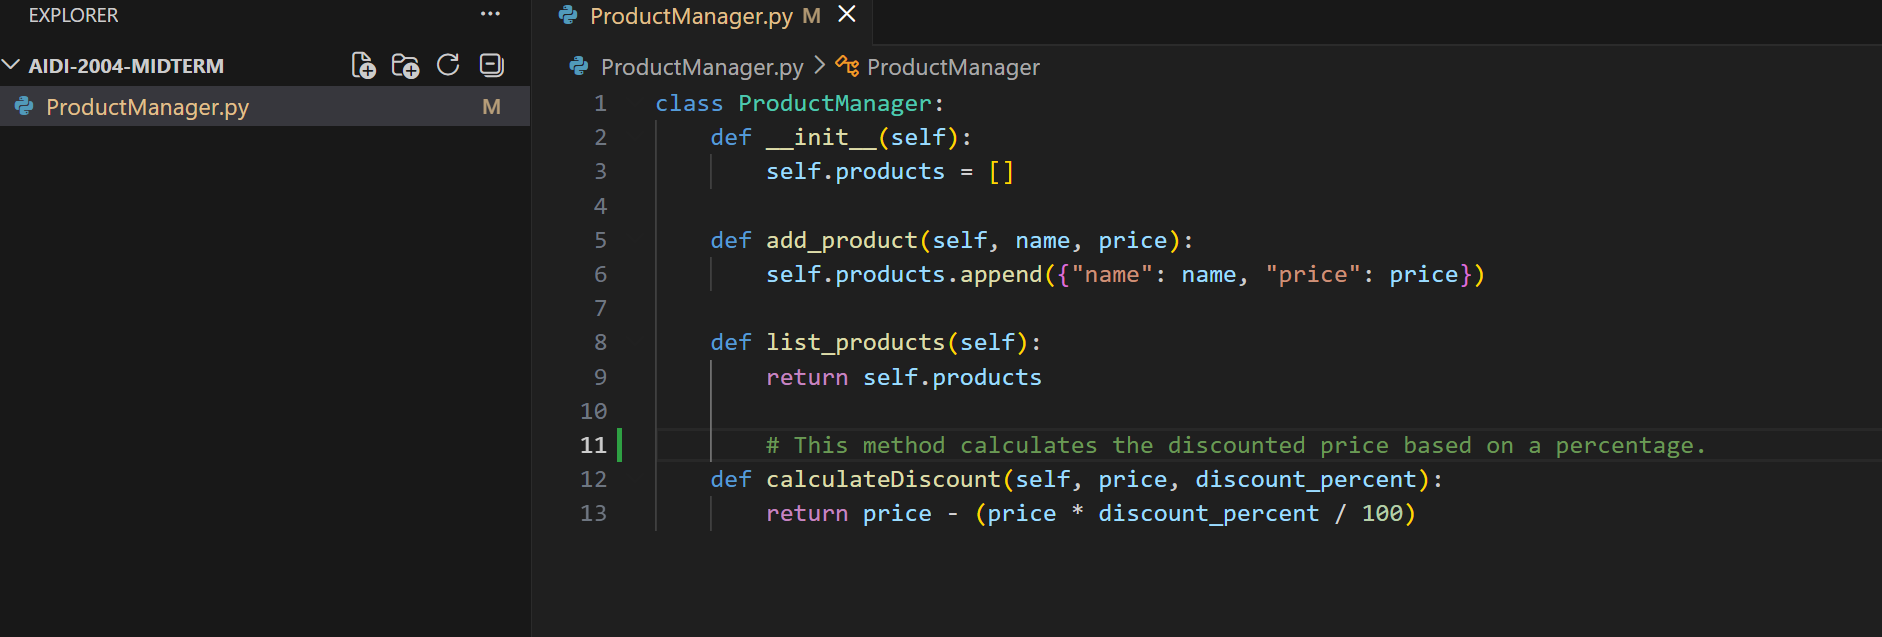 EXPLORER
AIDI-2004-MIDTERM
ProductManager.py M
ProductManager.py M
ProductManager.py > ProductManager
1 class ProductManager:
2     def __init__(self):
3         self.products = []
4
5     def add_product(self, name, price):
6         self.products.append({"name": name, "price": price})
7
8     def list_products(self):
9         return self.products
10
11         # This method calculates the discounted price based on a percentage.
12     def calculateDiscount(self, price, discount_percent):
13         return price - (price * discount_percent / 100)